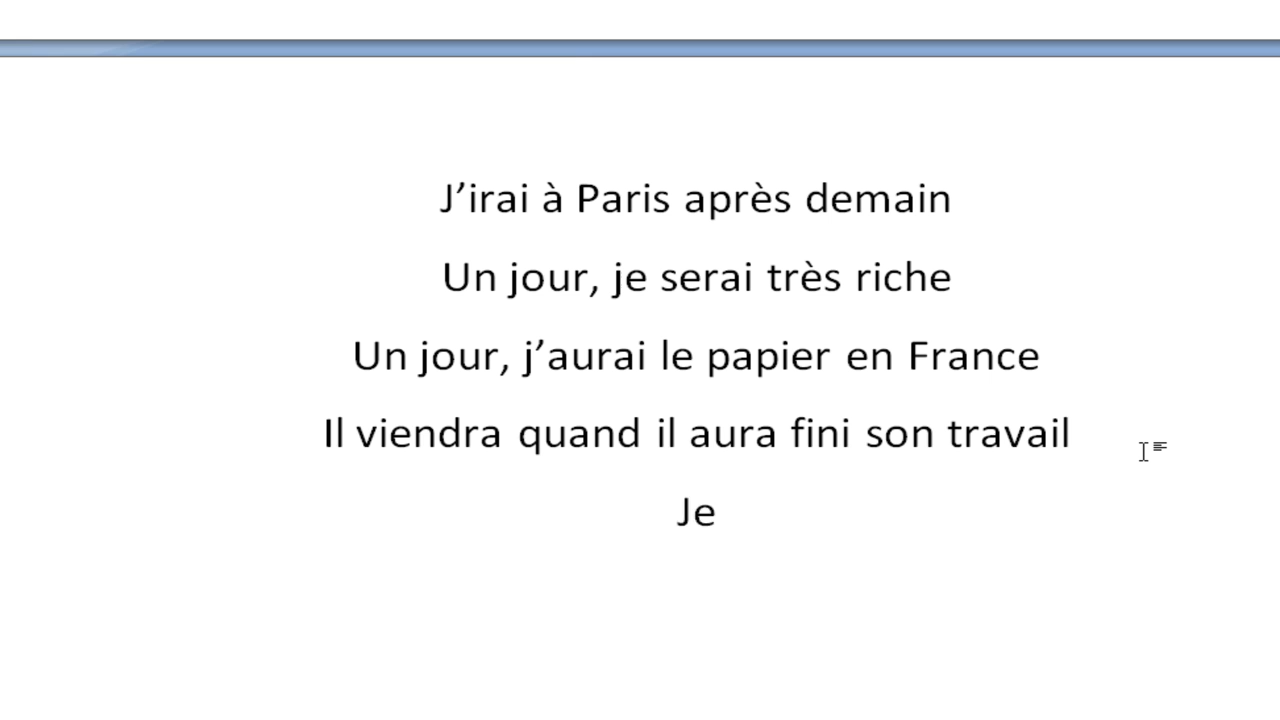 J’irai à Paris après demain
Un jour, je serai très riche
Un jour, j’aurai le papier en France
Il viendra quand il aura fini son travail
Je